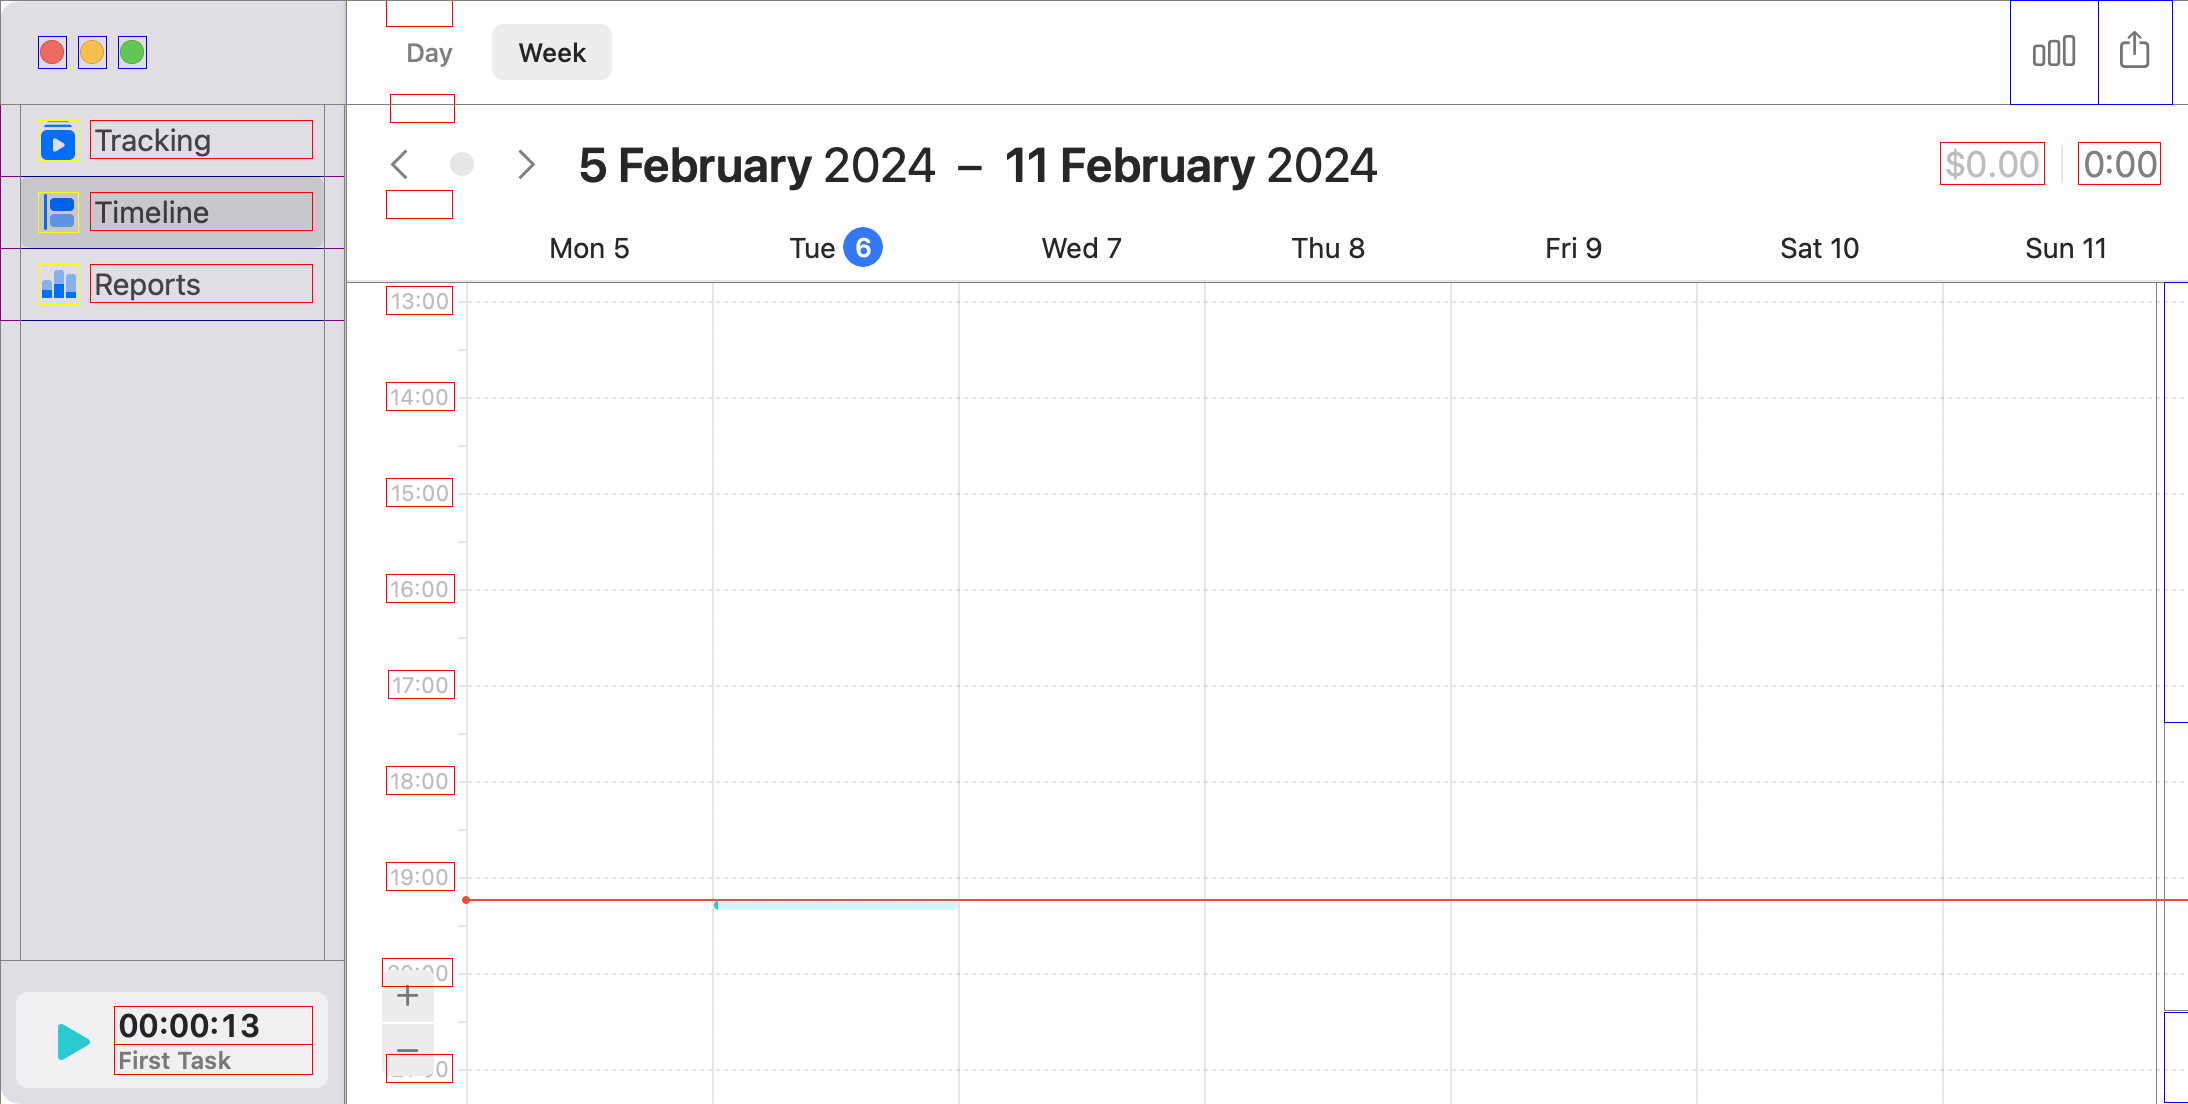 Day Week
Tracking
Timeline
Reports
5 February 2024 – 11 February 2024
$0.00 0:00
Mon 5 Tue 6 Wed 7 Thu 8 Fri 9 Sat 10 Sun 11
13:00
14:00
15:00
16:00
17:00
18:00
19:00
+
−
00:00:13
First Task